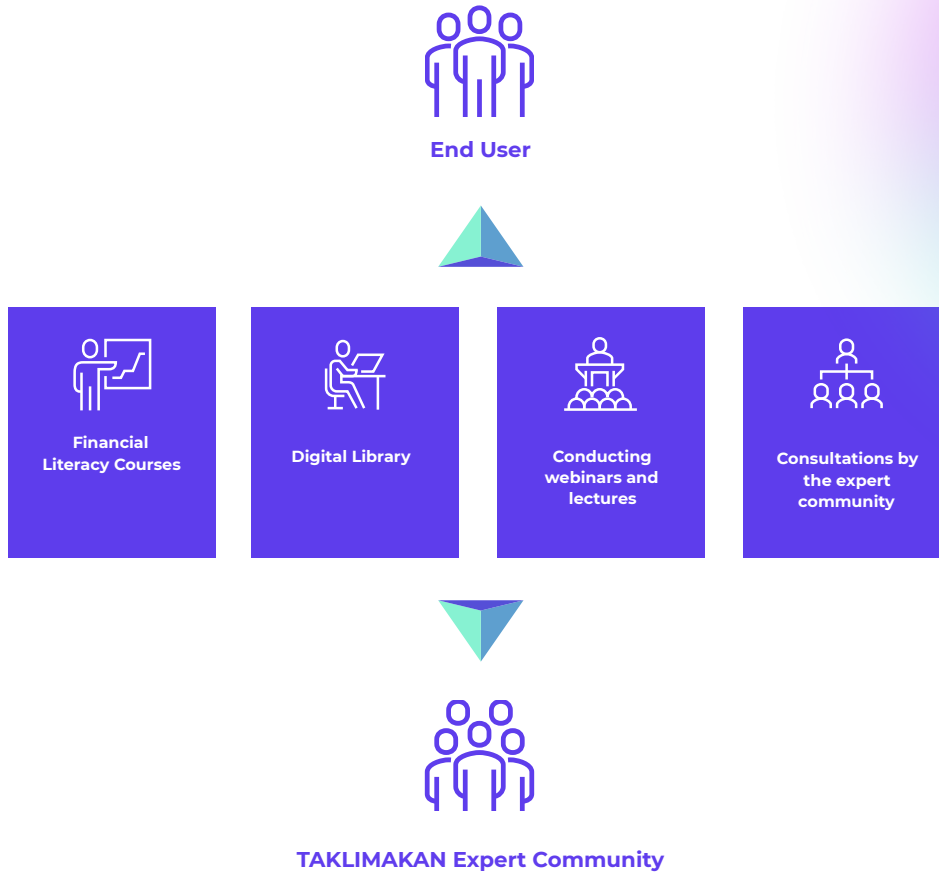 End User
Financial
Literacy Courses
Digital Library
Conducting
webinars and
lectures
Consultations by
the expert
community
TAKLIMAKAN Expert Community